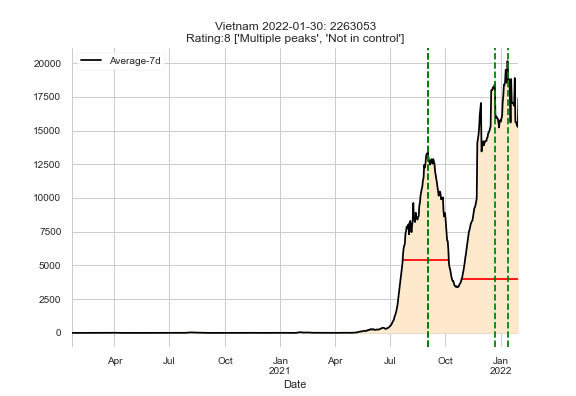 Vietnam 2022-01-30: 2263053
Rating:8 ['Multiple peaks', 'Not in control']
Average-7d
20000
17500
15000
12500
10000
7500
5000
2500
0
Apr
Jul
Oct
Jan
2021
Apr
Jul
Oct
Jan
2022
Date